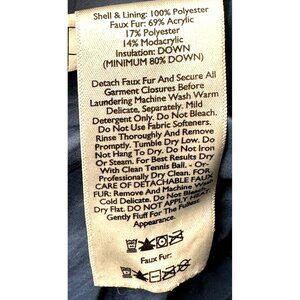 Shell & Lining: 100% Polyester
Faux Fur: 69% Acrylic
17% Polyester
14% Modacrylic
Insulation: DOWN
(MINIMUM 80% DOWN)
Detach Faux Fur And Secure All
Garment Closures Before
Laundering Machine Wash Warm
Delicate, Separately. Mild
Detergent Only. Do Not Bleach.
Do Not Use Fabric Softeners.
Rinse Thoroughly And Remove
Promptly. Tumble Dry Low. Do
Not Hang To Dry. Do Not Iron
Or Steam. For Best Results Dry
With Clean Tennis Ball. - Or-
Professionally Dry Clean. FOR
CARE OF DETACHABLE FAUX
FUR: Remove And Machine Wash
Cold Delicate. Do Not Bleach.
Dry Flat. DO NOT APPLY HEAT
Gently Fluff For The Fullest
Appearance.
Faux Fur: